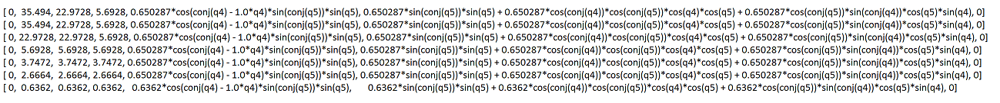 [ 0, 35.494, 22.9728, 5.6928, 0.650287*cos(conj(q4) - 1.0*q4)*sin(conj(q5))*sin(q5), 0.650287*sin(conj(q5))*sin(q5) + 0.650287*cos(conj(q4))*cos(conj(q5))*cos(q4)*cos(q5) + 0.650287*cos(conj(q5))*sin(conj(q4))*cos(q5)*sin(q4), 0]
[ 0, 35.494, 22.9728, 5.6928, 0.650287*cos(conj(q4) - 1.0*q4)*sin(conj(q5))*sin(q5), 0.650287*sin(conj(q5))*sin(q5) + 0.650287*cos(conj(q4))*cos(conj(q5))*cos(q4)*cos(q5) + 0.650287*cos(conj(q5))*sin(conj(q4))*cos(q5)*sin(q4), 0]
[ 0, 22.9728, 22.9728, 5.6928, 0.650287*cos(conj(q4) - 1.0*q4)*sin(conj(q5))*sin(q5), 0.650287*sin(conj(q5))*sin(q5) + 0.650287*cos(conj(q4))*cos(conj(q5))*cos(q4)*cos(q5) + 0.650287*cos(conj(q5))*sin(conj(q4))*cos(q5)*sin(q4), 0]
[ 0, 5.6928, 5.6928, 5.6928, 0.650287*cos(conj(q4) - 1.0*q4)*sin(conj(q5))*sin(q5), 0.650287*sin(conj(q5))*sin(q5) + 0.650287*cos(conj(q4))*cos(conj(q5))*cos(q4)*cos(q5) + 0.650287*cos(conj(q5))*sin(conj(q4))*cos(q5)*sin(q4), 0]
[ 0, 3.7472, 3.7472, 3.7472, 0.650287*cos(conj(q4) - 1.0*q4)*sin(conj(q5))*sin(q5), 0.650287*sin(conj(q5))*sin(q5) + 0.650287*cos(conj(q4))*cos(conj(q5))*cos(q4)*cos(q5) + 0.650287*cos(conj(q5))*sin(conj(q4))*cos(q5)*sin(q4), 0]
[ 0, 2.6664, 2.6664, 2.6664, 0.650287*cos(conj(q4) - 1.0*q4)*sin(conj(q5))*sin(q5), 0.650287*sin(conj(q5))*sin(q5) + 0.650287*cos(conj(q4))*cos(conj(q5))*cos(q4)*cos(q5) + 0.650287*cos(conj(q5))*sin(conj(q4))*cos(q5)*sin(q4), 0]
[ 0, 0.6362, 0.6362, 0.6362, 0.6362*cos(conj(q4) - 1.0*q4)*sin(conj(q5))*sin(q5), 0.6362*sin(conj(q5))*sin(q5) + 0.6362*cos(conj(q4))*cos(conj(q5))*cos(q4)*cos(q5) + 0.6362*cos(conj(q5))*sin(conj(q4))*cos(q5)*sin(q4), 0]